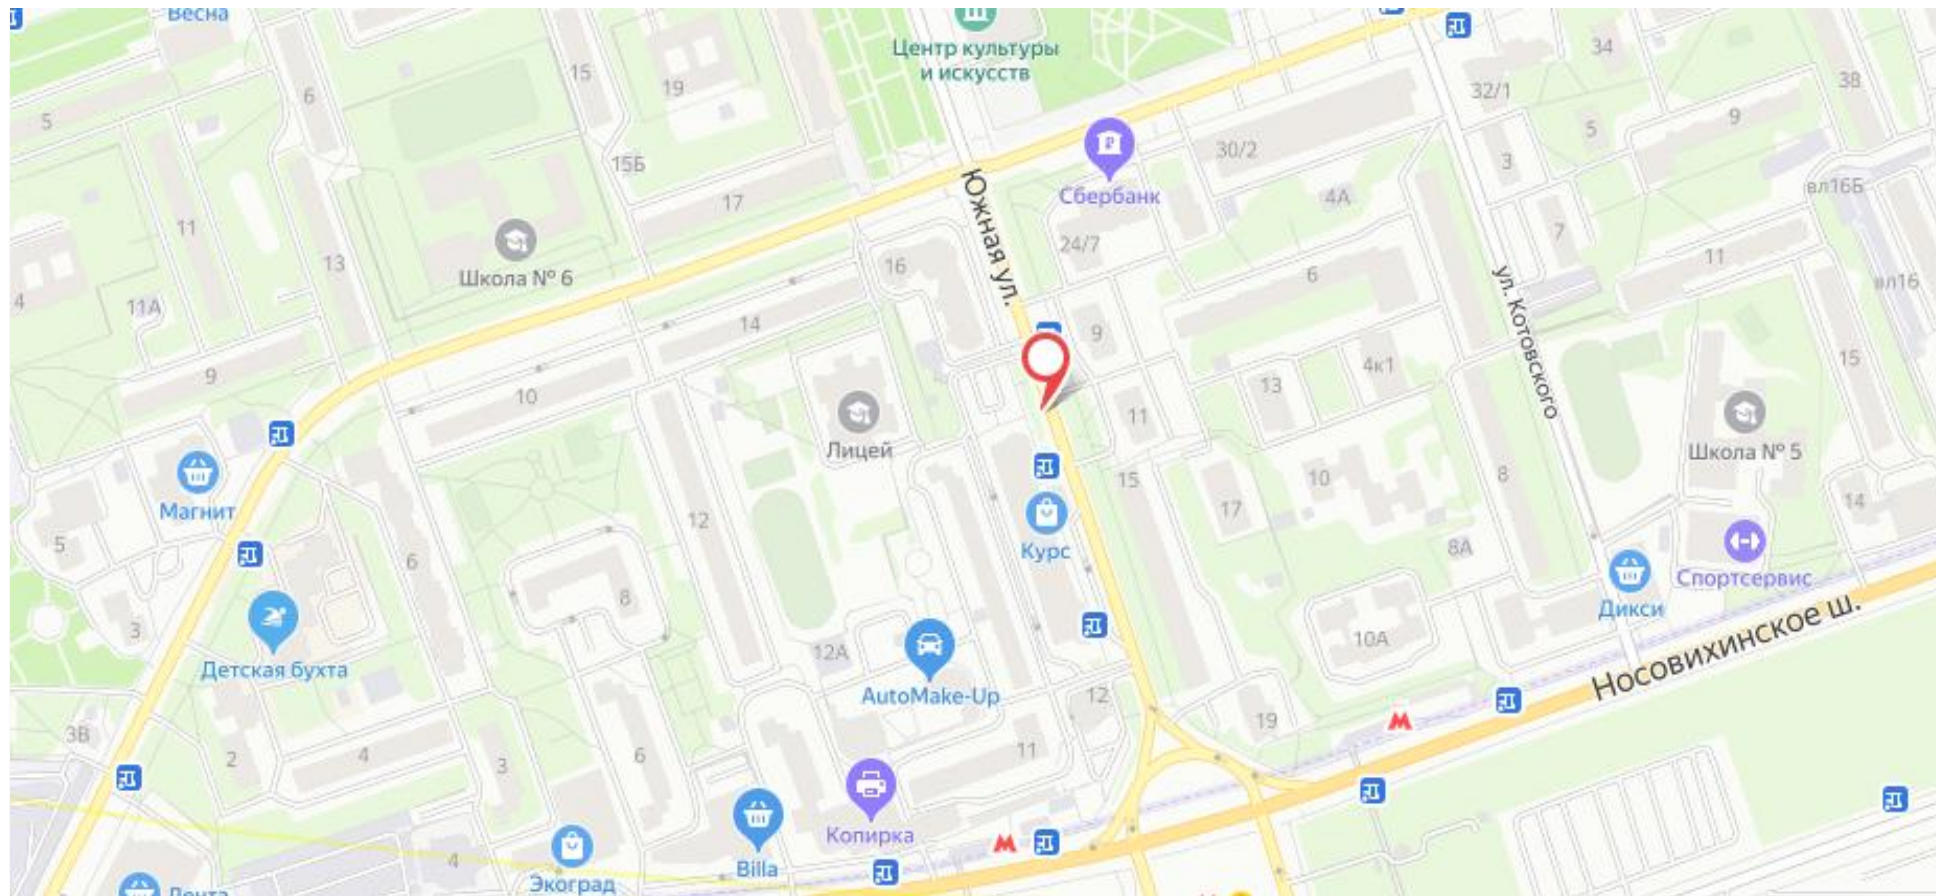 Весна
Центр культуры
и искусств
34
38
15
19
6
32/1
5
5
9
15Б
Сбербанк
30/2
3
4А
вл16Б
17
Южная ул.
11
Школа № 6
13
16
24/7
7
11
4
11А
14
6
ул. Котовского
вл16
9
4к1
15
9
10
13
11
Лицей
Школа № 5
Магнит
15
10
8
14
12
17
5
Курс
6
8А
Спортсервис
8
Дикси
3
12А
10А
Носовихинское ш.
Детская бухта
AutoMake-Up
12
19
3В
2
4
3
6
11
Копирка
4
Billa
Экоград
Лента